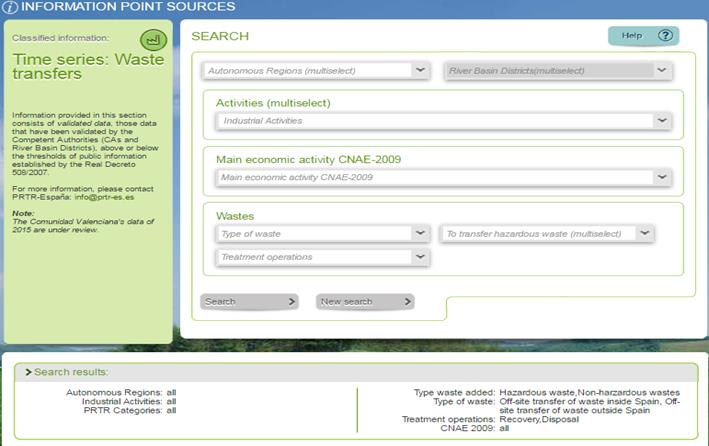 INFORMATION POINT SOURCES
Classified information:
Time series: Waste
transfers
Information provided in this section
consists of validated data, those data
that have been validated by the
Competent Authorities (CAs and
River Basin Districts), above or below
the thresholds of public information
established by the Real Decreto
508/2007.
For more information, please contact
PRTR-España: info@prtr-es.es
Note:
The Comunidad Valenciana's data of
2015 are under review.
SEARCH
Help ?
Autonomous Regions (multiselect)
River Basin Districts(multiselect)
Activities (multiselect)
Industrial Activities
Main economic activity CNAE-2009
Main economic activity CNAE-2009
Wastes
Type of waste
To transfer hazardous waste (multiselect)
Treatment operations
Search
New search
Search results:
Autonomous Regions: all
Industrial Activities: all
PRTR Categories: all
Type waste added: Hazardous waste,Non-harzardous wastes
Type of waste: Off-site transfer of waste inside Spain, Off-
site transfer of waste outside Spain
Treatment operations: Recovery,Disposal
CNAE 2009: all